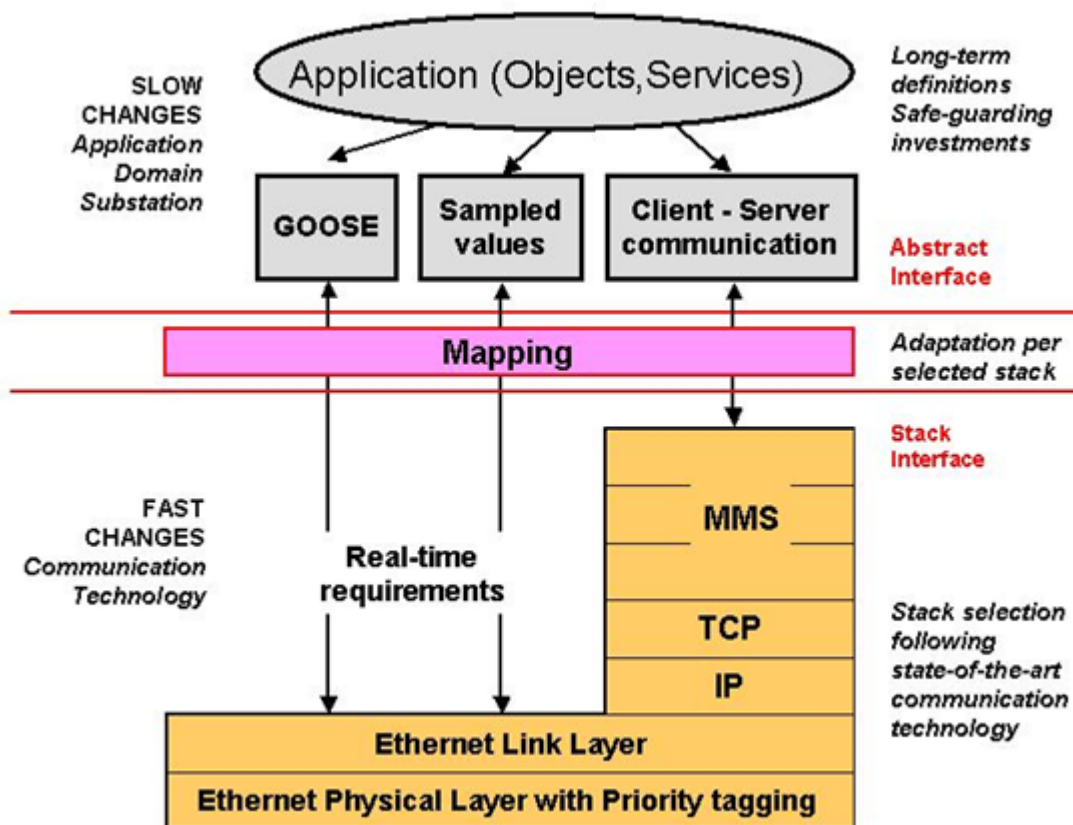 Application (Objects,Services)
SLOW
CHANGES
Application
Domain
Substation
Long-term
definitions
Safe-guarding
investments
GOOSE
Sampled
values
Client - Server
communication
Abstract
Interface
Mapping
Adaptation per
selected stack
Stack
Interface
FAST
CHANGES
Communication
Technology
Real-time
requirements
MMS
TCP
IP
Stack selection
following
state-of-the-art
communication
technology
Ethernet Link Layer
Ethernet Physical Layer with Priority tagging